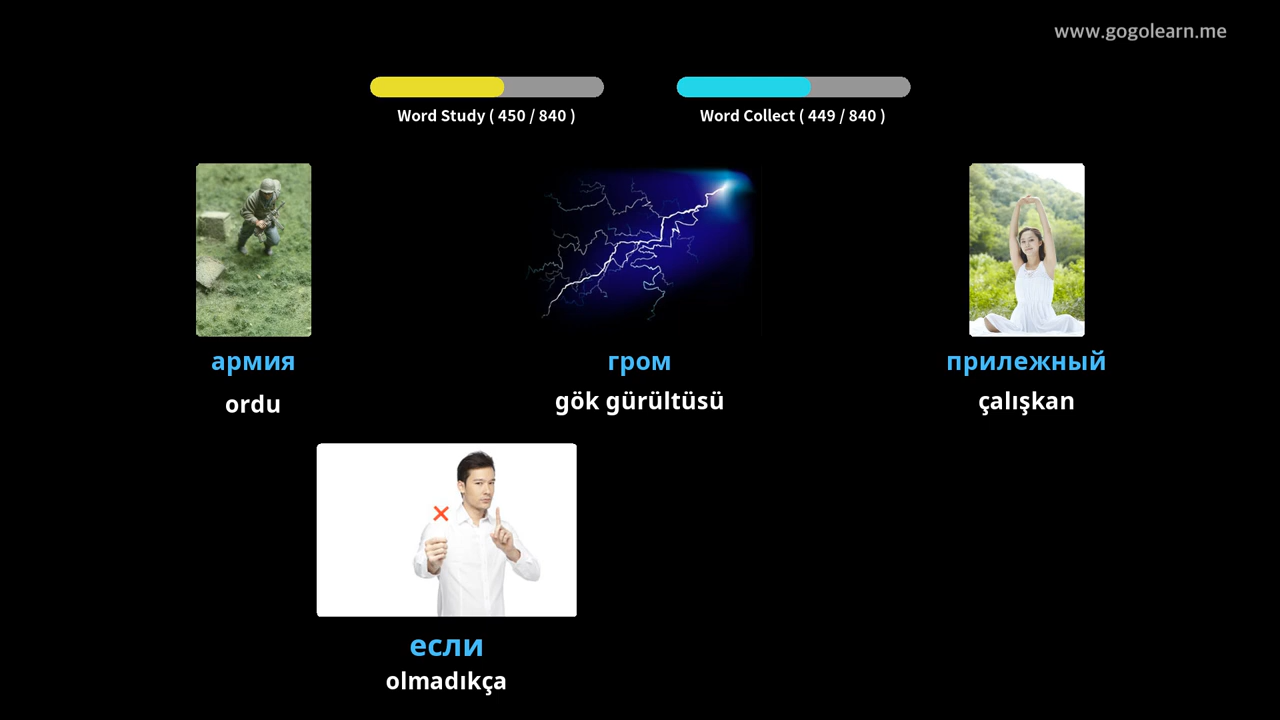 www.gogolearn.me
Word Study ( 450 / 840 )
Word Collect ( 449 / 840 )
армия
ordu
гром
gök gürültüsü
прилежный
çalışkan
если
olmadıkça